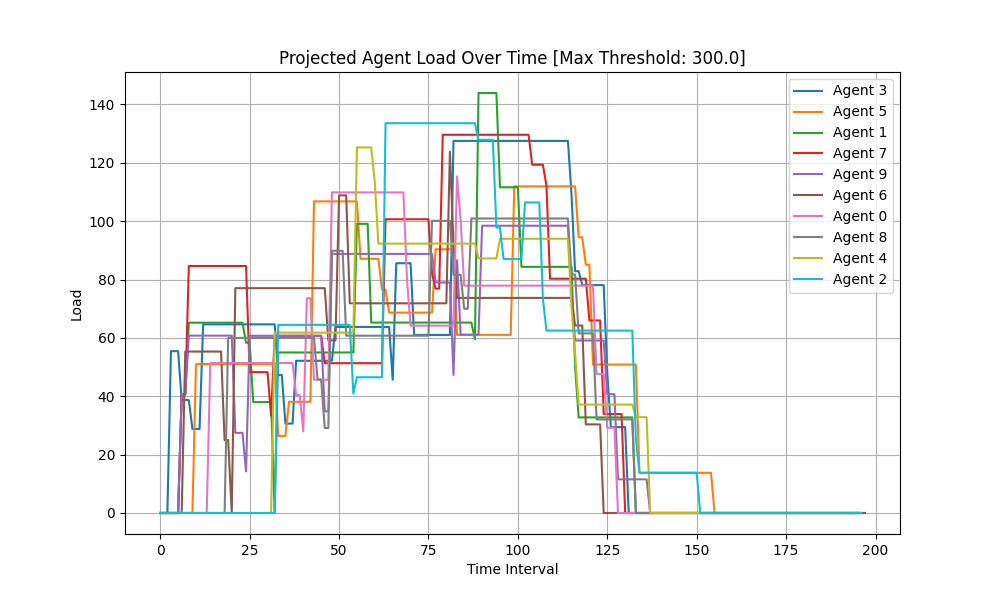 Projected Agent Load Over Time [Max Threshold: 300.0]
Load
140
120
100
80
60
40
20
0
0 25 50 75 100 125 150 175 200
Time Interval
Agent 3
Agent 5
Agent 1
Agent 7
Agent 9
Agent 6
Agent 0
Agent 8
Agent 4
Agent 2